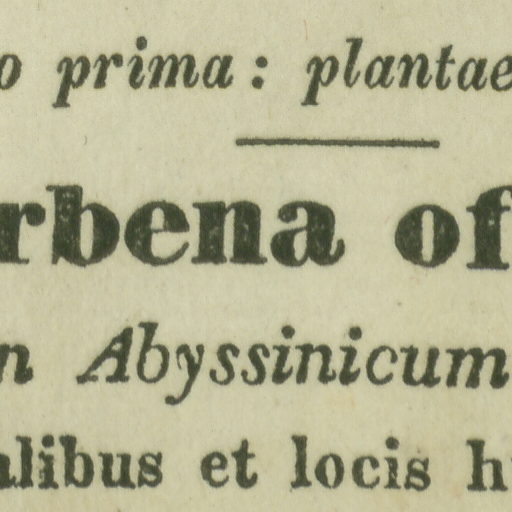 o prima: plantae
rbena of
n Abyssinicum
alibus et locis h